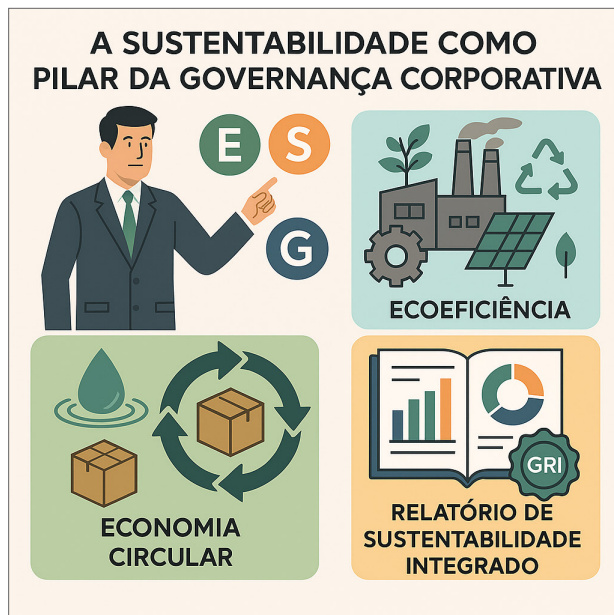 A SUSTENTABILIDADE COMO
PILAR DA GOVERNANÇA CORPORATIVA
E S
G
ECOEFICIÊNCIA
ECONOMIA
CIRCULAR
GRI
RELATÓRIO DE
SUSTENTABILIDADE
INTEGRADO